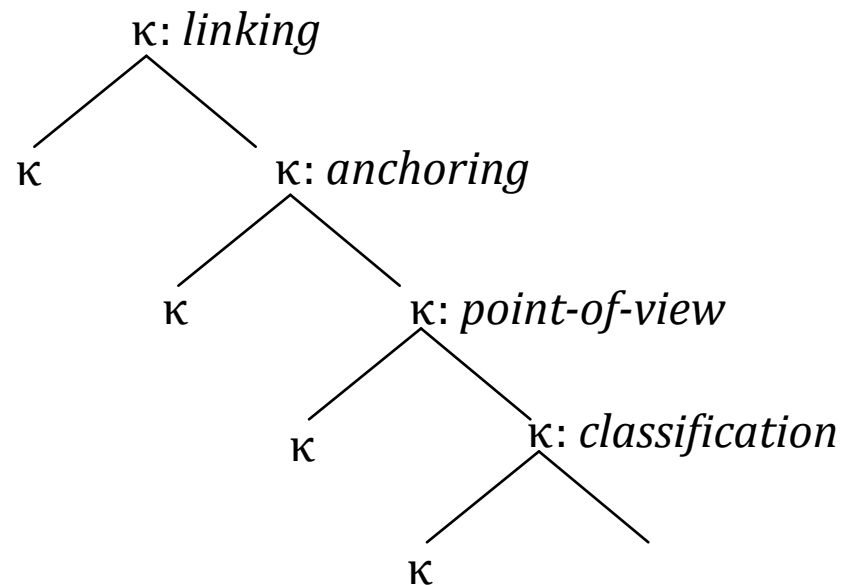 κ: linking
κ κ: anchoring
κ κ: point-of-view
κ κ: classification
κ